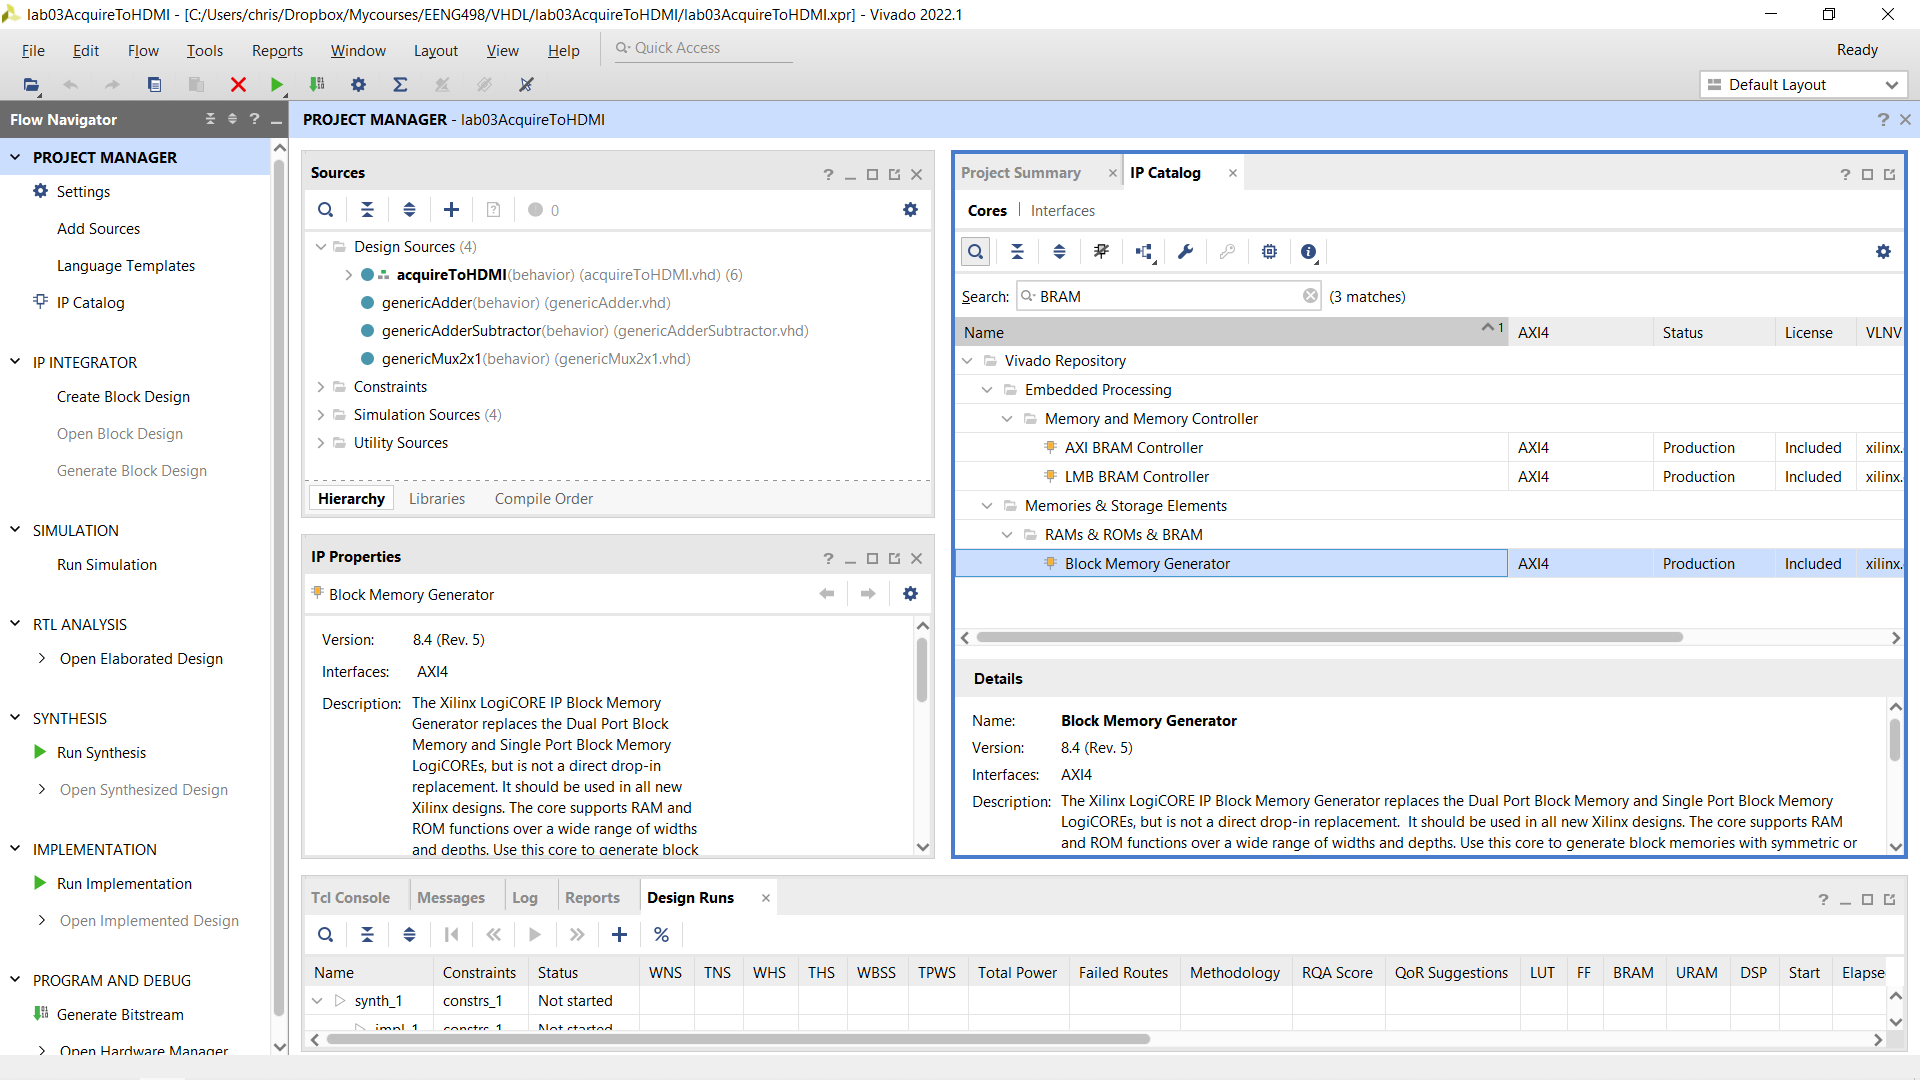 lab03AcquireToHDMI - [C:/Users/chris/Dropbox/Mycourses/EENG498/VHDL/lab03AcquireToHDMI/lab03AcquireToHDMI.xpr] - Vivado 2022.1
File Edit Flow Tools Reports Window Layout View Help Quick Access Ready
Default Layout
Flow Navigator
PROJECT MANAGER
Settings
Add Sources
Language Templates
IP Catalog
IP INTEGRATOR
Create Block Design
Open Block Design
Generate Block Design
SIMULATION
Run Simulation
RTL ANALYSIS
Open Elaborated Design
SYNTHESIS
Run Synthesis
Open Synthesized Design
IMPLEMENTATION
Run Implementation
Open Implemented Design
PROGRAM AND DEBUG
Generate Bitstream
Open Hardware Manager
PROJECT MANAGER - lab03AcquireToHDMI
Sources
0
Design Sources (4)
acquireToHDMI(behavior) (acquireToHDMI.vhd) (6)
genericAdder(behavior) (genericAdder.vhd)
genericAdderSubtractor(behavior) (genericAdderSubtractor.vhd)
genericMux2x1(behavior) (genericMux2x1.vhd)
Constraints
Simulation Sources (4)
Utility Sources
Hierarchy Libraries Compile Order
IP Properties
Block Memory Generator
Version: 8.4 (Rev. 5)
Interfaces: AXI4
Description: The Xilinx LogiCORE IP Block Memory
Generator replaces the Dual Port Block
Memory and Single Port Block Memory
LogiCOREs, but is not a direct drop-in
replacement. It should be used in all new
Xilinx designs. The core supports RAM and
ROM functions over a wide range of widths
and depths. Use this core to generate block
Project Summary IP Catalog
Cores Interfaces
Search: BRAM (3 matches)
Name 1 AXI4 Status License VLNV
Vivado Repository
Embedded Processing
Memory and Memory Controller
AXI BRAM Controller AXI4 Production Included xilinx.
LMB BRAM Controller AXI4 Production Included xilinx.
Memories & Storage Elements
RAMs & ROMs & BRAM
Block Memory Generator AXI4 Production Included xilinx.
Details
Name: Block Memory Generator
Version: 8.4 (Rev. 5)
Interfaces: AXI4
Description: The Xilinx LogiCORE IP Block Memory Generator replaces the Dual Port Block Memory and Single Port Block Memory
LogiCOREs, but is not a direct drop-in replacement. It should be used in all new Xilinx designs. The core supports RAM
and ROM functions over a wide range of widths and depths. Use this core to generate block memories with symmetric or
Tcl Console Messages Log Reports Design Runs
Name Constraints Status WNS TNS WHS THS WBSS TPWS Total Power Failed Routes Methodology RQA Score QoR Suggestions LUT FF BRAM URAM DSP Start Elapse
synth_1 constrs_1 Not started
impl_1 constrs_1 Not started